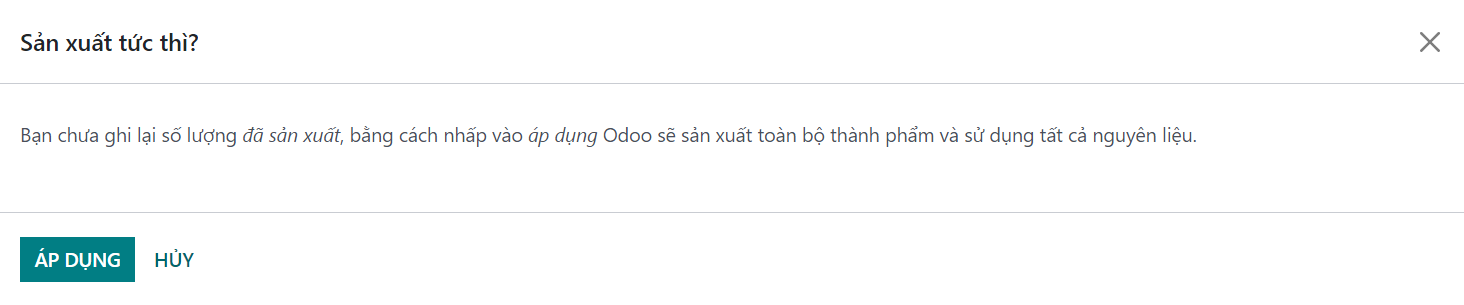 Sản xuất tức thì?
Bạn chưa ghi lại số lượng đã sản xuất, bằng cách nhấp vào áp dụng Odoo sẽ sản xuất toàn bộ thành phẩm và sử dụng tất cả nguyên liệu.
ÁP DỤNG HỦY